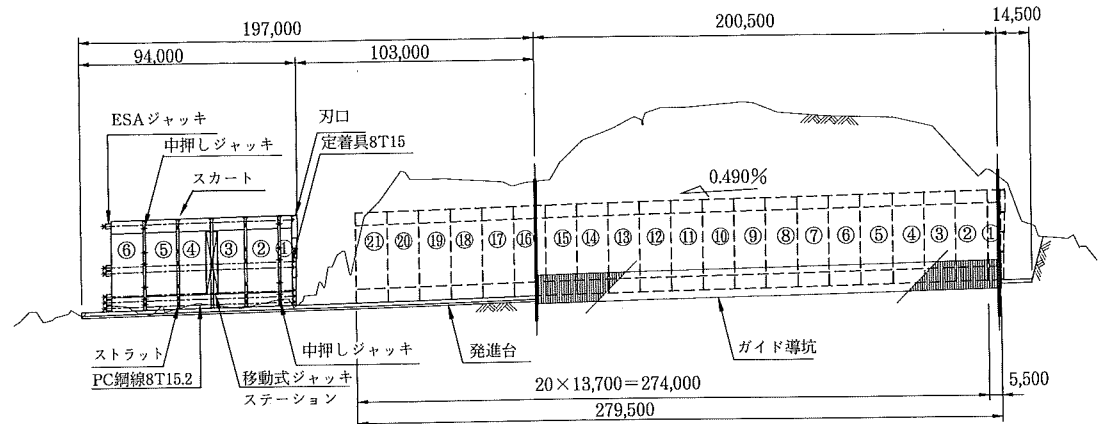 197,000
200,500
14,500
94,000
103,000
ESAジャッキ
中押しジャッキ
スカート
刃口
定着具8T15
0.490%
⑥ ⑤ ④ ③ ② ①
㉑ ⑳ ⑲ ⑱ ⑰ ⑯ ⑮ ⑭ ⑬ ⑫ ⑪ ⑩ ⑨ ⑧ ⑦ ⑥ ⑤ ④ ③ ② ①
ストラット
PC鋼線8T15.2
移動式ジャッキ
ステーション
中押しジャッキ
発進台
ガイド導坑
20×13,700=274,000
5,500
279,500